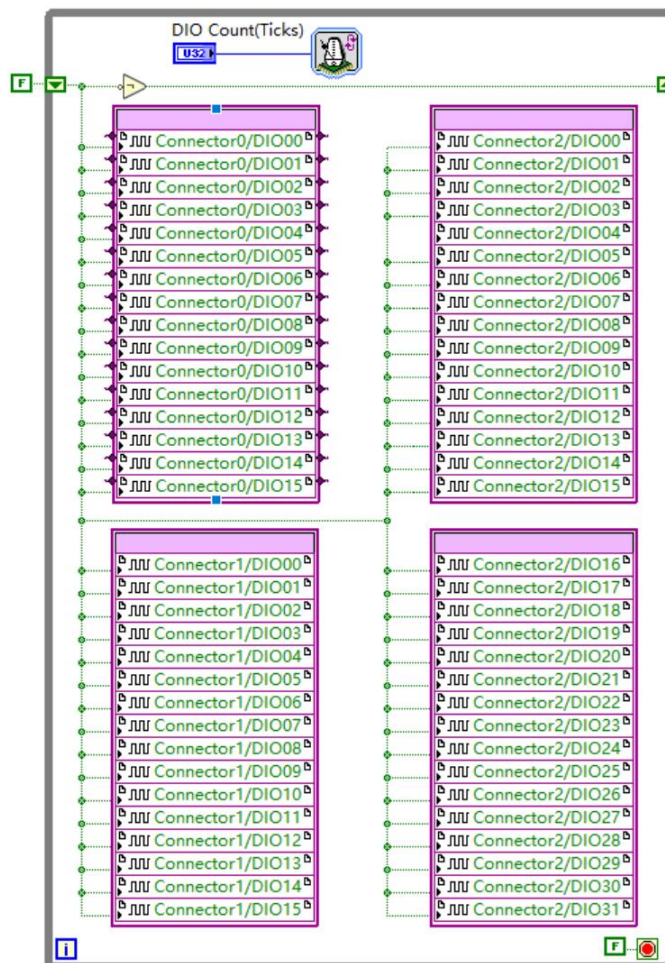 DIO Count(Ticks)
U32
F
Connector0/DIO00
Connector0/DIO01
Connector0/DIO02
Connector0/DIO03
Connector0/DIO04
Connector0/DIO05
Connector0/DIO06
Connector0/DIO07
Connector0/DIO08
Connector0/DIO09
Connector0/DIO10
Connector0/DIO11
Connector0/DIO12
Connector0/DIO13
Connector0/DIO14
Connector0/DIO15
Connector2/DIO00
Connector2/DIO01
Connector2/DIO02
Connector2/DIO03
Connector2/DIO04
Connector2/DIO05
Connector2/DIO06
Connector2/DIO07
Connector2/DIO08
Connector2/DIO09
Connector2/DIO10
Connector2/DIO11
Connector2/DIO12
Connector2/DIO13
Connector2/DIO14
Connector2/DIO15
Connector1/DIO00
Connector1/DIO01
Connector1/DIO02
Connector1/DIO03
Connector1/DIO04
Connector1/DIO05
Connector1/DIO06
Connector1/DIO07
Connector1/DIO08
Connector1/DIO09
Connector1/DIO10
Connector1/DIO11
Connector1/DIO12
Connector1/DIO13
Connector1/DIO14
Connector1/DIO15
Connector2/DIO16
Connector2/DIO17
Connector2/DIO18
Connector2/DIO19
Connector2/DIO20
Connector2/DIO21
Connector2/DIO22
Connector2/DIO23
Connector2/DIO24
Connector2/DIO25
Connector2/DIO26
Connector2/DIO27
Connector2/DIO28
Connector2/DIO29
Connector2/DIO30
Connector2/DIO31
i
F